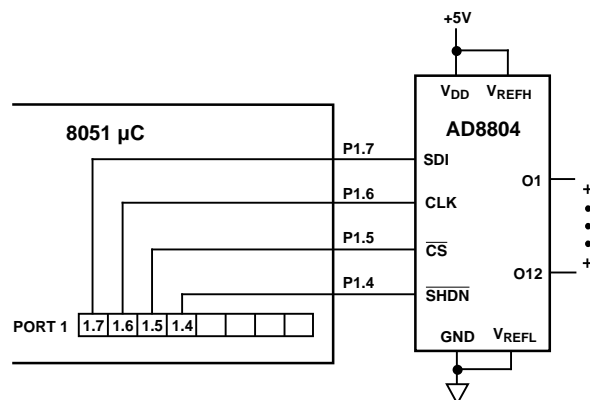 +5V
VDD VREFH
8051 µC
AD8804
P1.7
SDI
O1
P1.6
CLK
P1.5
CS
P1.4
SHDN
O12
PORT 1 1.7 1.6 1.5 1.4
GND VREFL